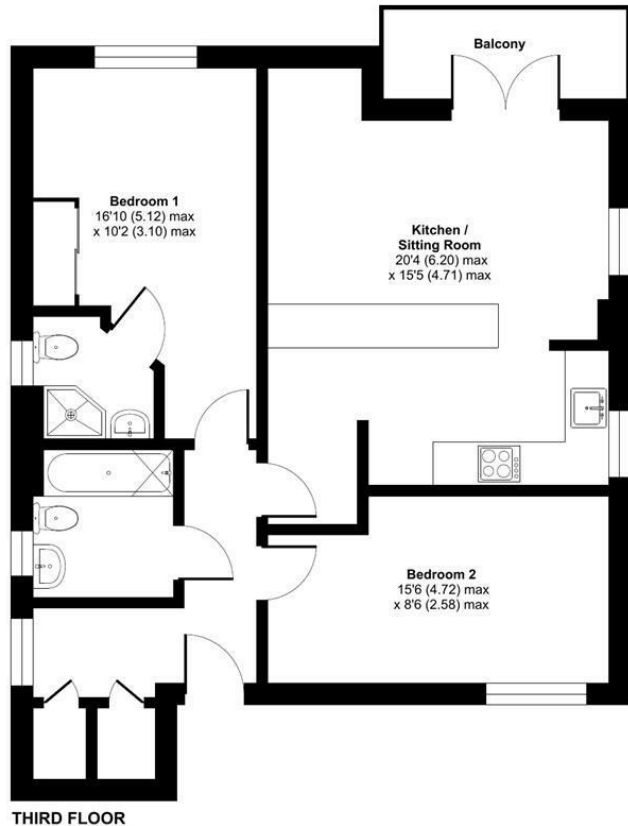 Balcony
Bedroom 1
16'10 (5.12) max
x 10'2 (3.10) max
Kitchen /
Sitting Room
20'4 (6.20) max
x 15'5 (4.71) max
Bedroom 2
15'6 (4.72) max
x 8'6 (2.58) max
THIRD FLOOR